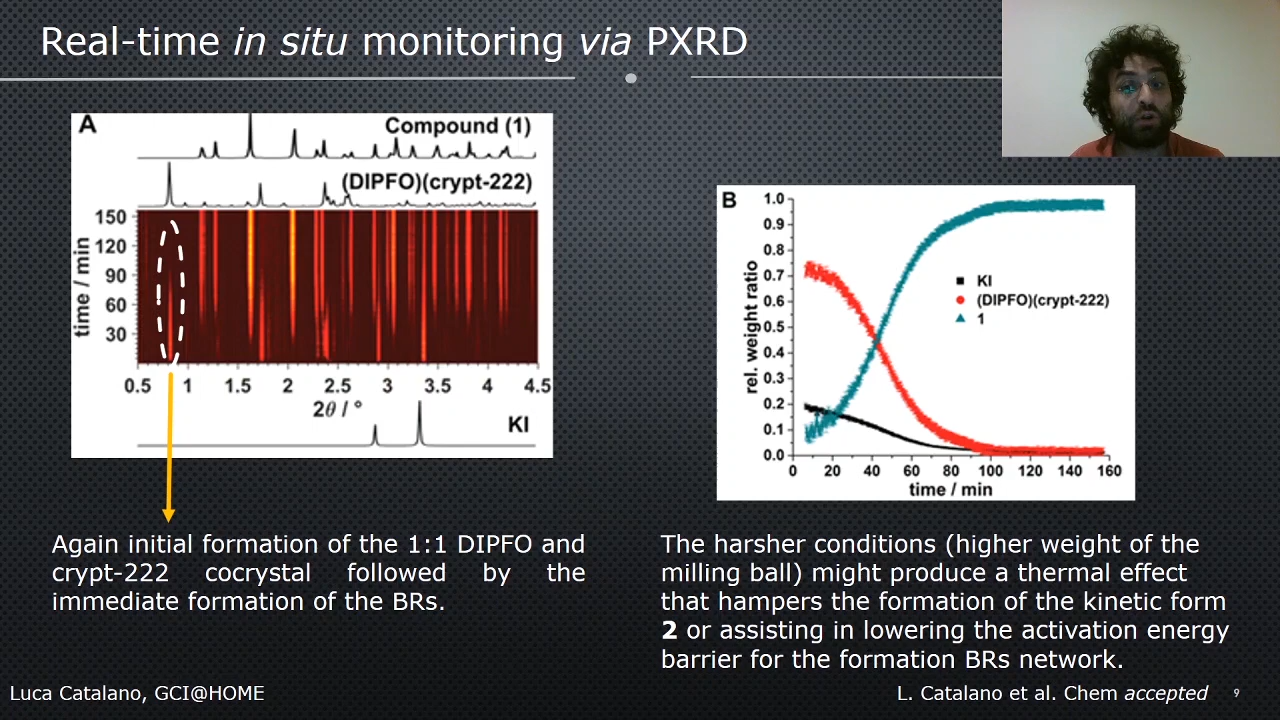 Real-time in situ monitoring via PXRD
A
Compound (1)
(DIPFO)(crypt-222)
150
120
90
60
30
time / min
0.5 1 1.5 2 2.5 3 3.5 4 4.5
2θ / °
KI
B
1.0
0.9
0.8
0.7
0.6
0.5
0.4
0.3
0.2
0.1
0.0
rel. weight ratio
KI
(DIPFO)(crypt-222)
1
0 20 40 60 80 100 120 140 160
time / min
Again initial formation of the 1:1 DIPFO and
crypt-222 cocrystal followed by the
immediate formation of the BRs.
The harsher conditions (higher weight of the
milling ball) might produce a thermal effect
that hampers the formation of the kinetic form
2 or assisting in lowering the activation energy
barrier for the formation BRs network.
Luca Catalano, GCI@HOME
L. Catalano et al. Chem accepted
9